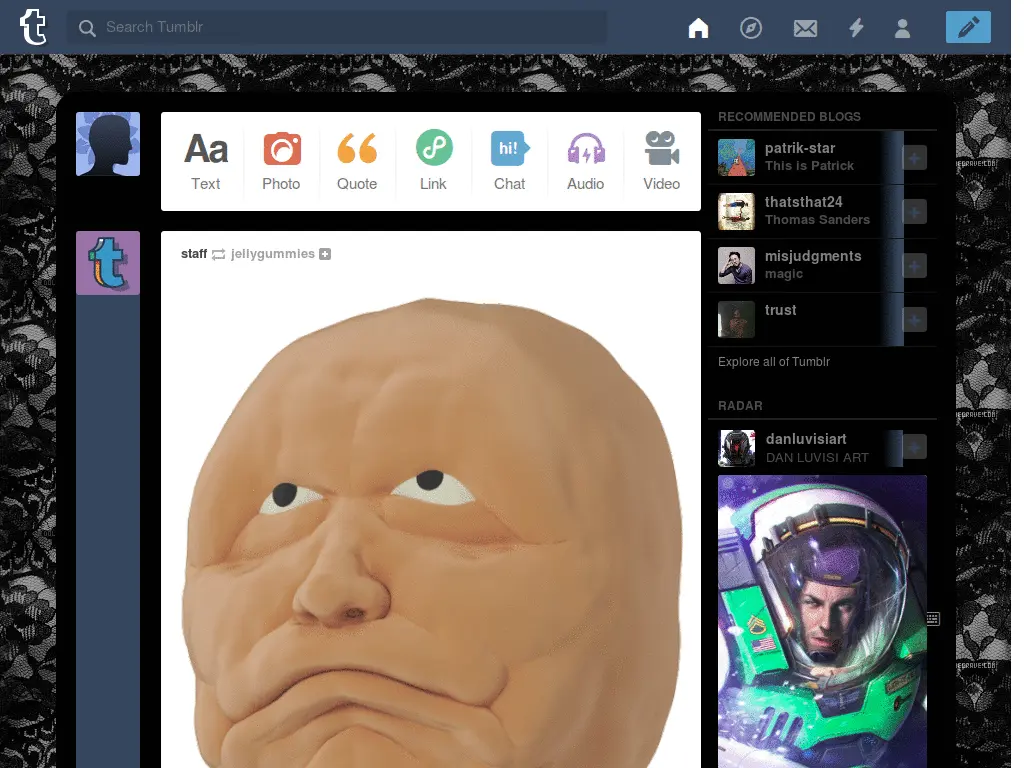 t
Search Tumblr
RECOMMENDED BLOGS
Aa
hi!
Text
Photo
Quote
Link
Chat
Audio
Video
patrik-star
This is Patrick
thatsthat24
Thomas Sanders
misjudgments
magic
trust
Explore all of Tumblr
t
staff jellygummies
RADAR
danluvisiart
DAN LUVISI ART